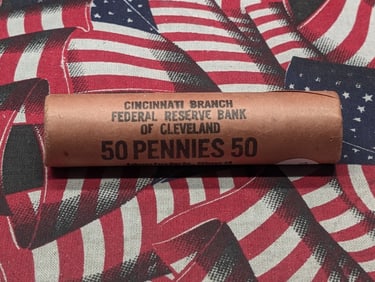 CINCINNATI BRANCH
FEDERAL RESERVE BANK
OF CLEVELAND
50 PENNIES 50